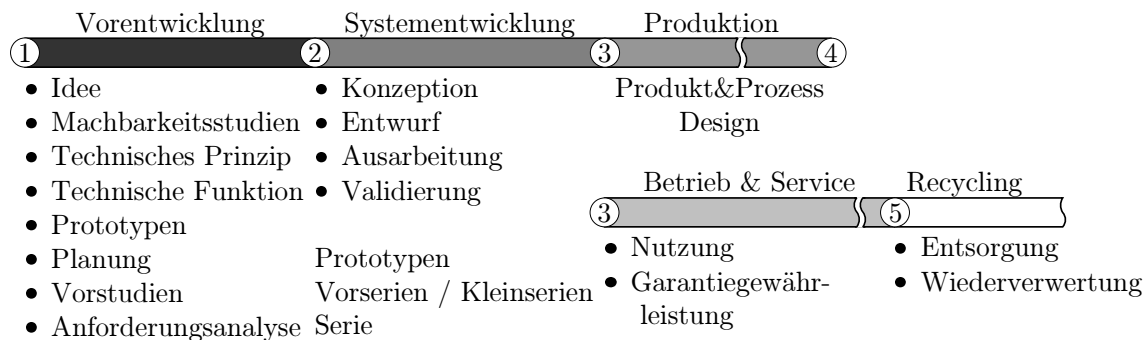 Vorentwicklung Systementwicklung Produktion
1 2 3 4
• Idee
• Machbarkeitsstudien
• Technisches Prinzip
• Technische Funktion
• Prototypen
• Planung
• Vorstudien
• Anforderungsanalyse
• Konzeption
• Entwurf
• Ausarbeitung
• Validierung
Prototypen
Vorserien / Kleinserien
Serie
Produkt&Prozess
Design
Betrieb & Service Recycling
3 5
• Nutzung
• Garantiegewähr-
leistung
• Entsorgung
• Wiederverwertung